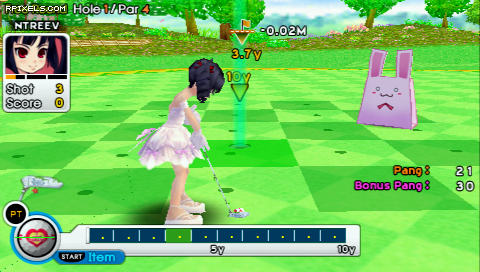 RPIXELS.COM
Hole 1/Par 4
NTREEV
-0.02M
3.7y
10y
Shot 3
Score 0
Pang : 21
Bonus Pang : 30
PT
5y 10y
START Item